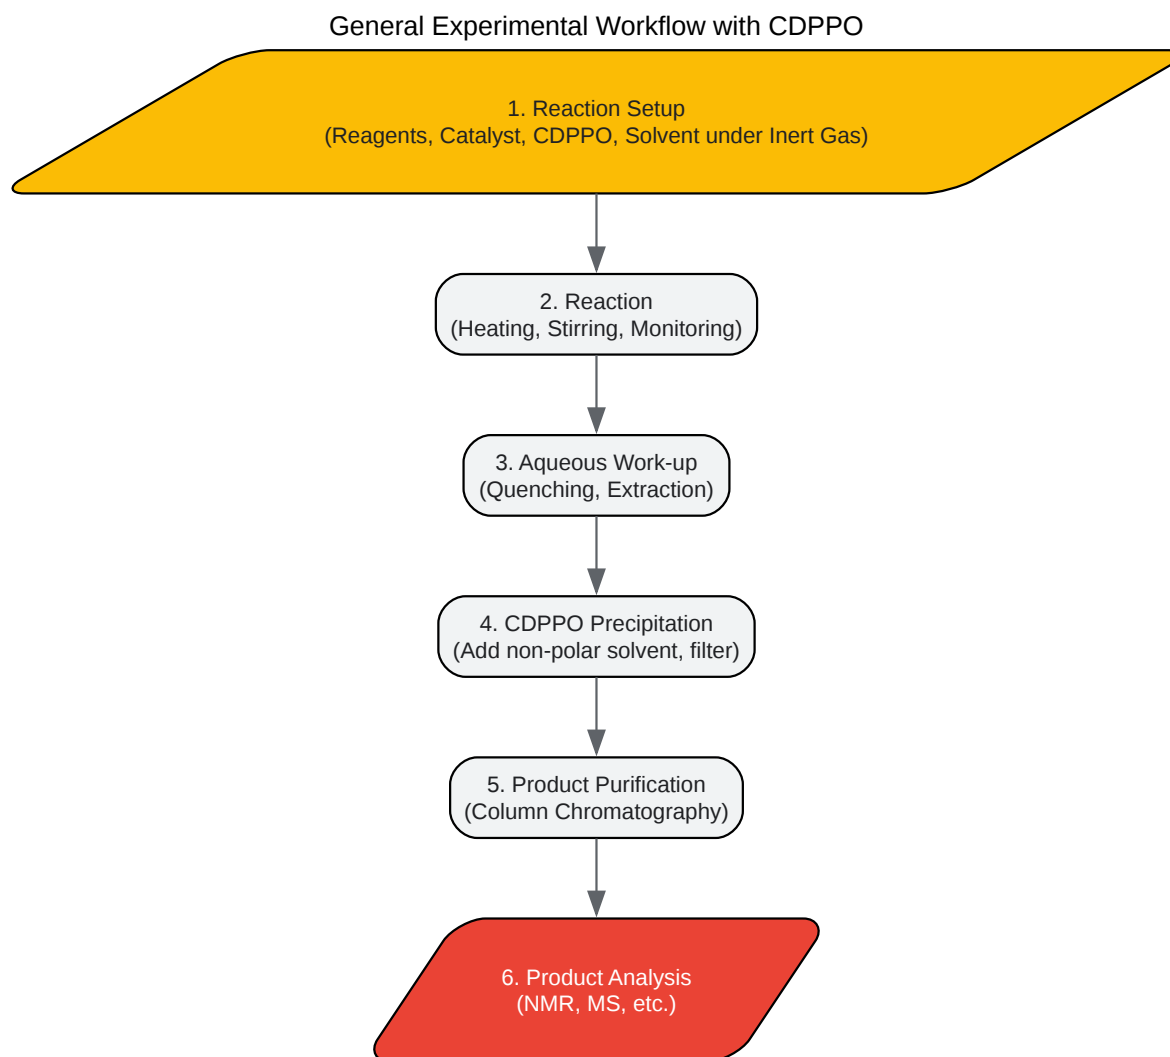 General Experimental Workflow with CDPPO
1. Reaction Setup
(Reagents, Catalyst, CDPPO, Solvent under Inert Gas)
2. Reaction
(Heating, Stirring, Monitoring)
3. Aqueous Work-up
(Quenching, Extraction)
4. CDPPO Precipitation
(Add non-polar solvent, filter)
5. Product Purification
(Column Chromatography)
6. Product Analysis
(NMR, MS, etc.)